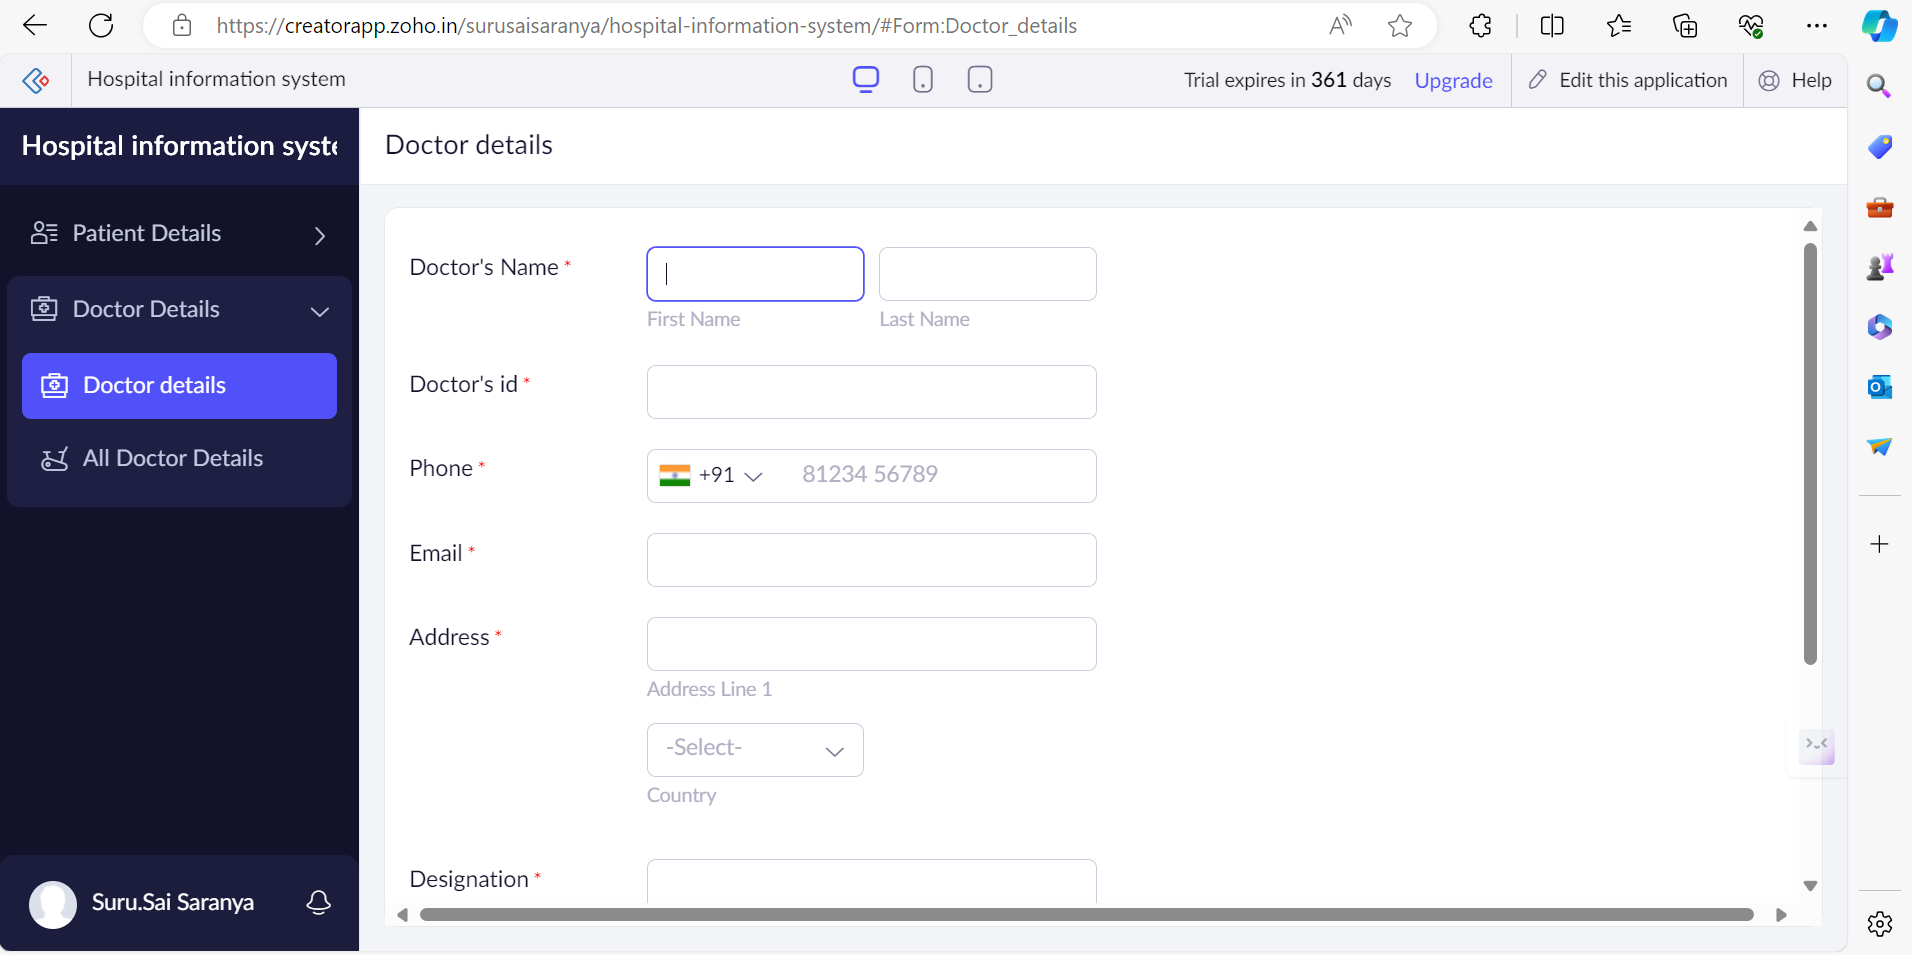 https://creatorapp.zoho.in/surusaisaranya/hospital-information-system/#Form:Doctor_details
Hospital information system
Trial expires in 361 days
Upgrade
Edit this application
Help
Hospital information syste
Doctor details
Patient Details
Doctor Details
Doctor details
All Doctor Details
Doctor's Name *
First Name
Last Name
Doctor's id *
Phone *
+91
81234 56789
Email *
Address *
Address Line 1
-Select-
Country
Designation *
Suru.Sai Saranya